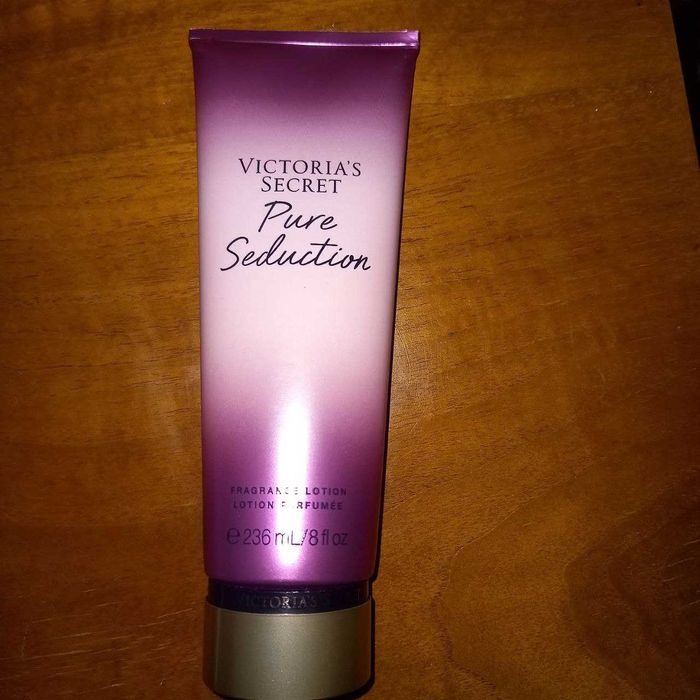 VICTORIA'S
SECRET
Pure
Seduction
FRAGRANCE LOTION
LOTION PARFUMÉE
℮ 236 mL/8 fl oz
VICTORIA'S